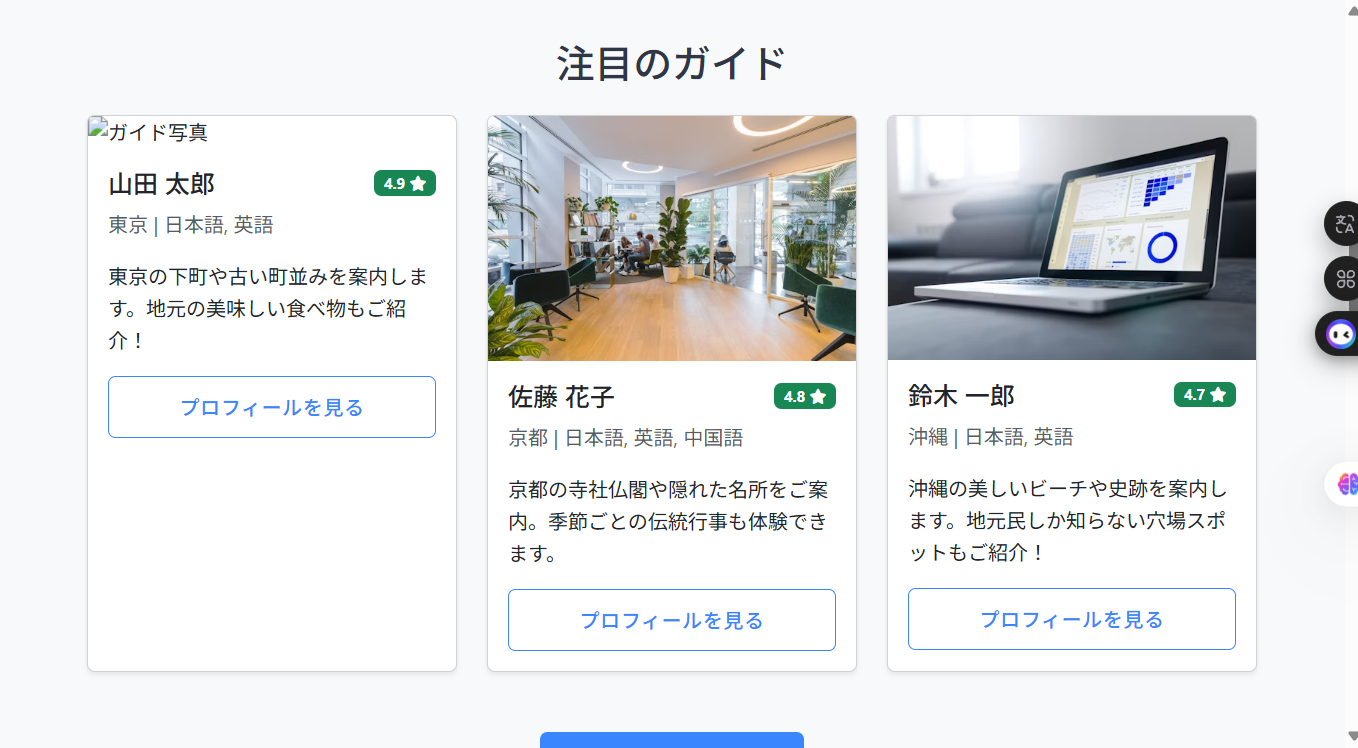 注目のガイド
ガイド写真
山田 太郎
4.9
東京 | 日本語, 英語
東京の下町や古い町並みを案内しま
す。地元の美味しい食べ物もご紹
介！
プロフィールを見る
佐藤 花子
4.8
京都 | 日本語, 英語, 中国語
京都の寺社仏閣や隠れた名所をご案
内。季節ごとの伝統行事も体験でき
ます。
プロフィールを見る
鈴木 一郎
4.7
沖縄 | 日本語, 英語
沖縄の美しいビーチや史跡を案内し
ます。地元民しか知らない穴場スポ
ットもご紹介！
プロフィールを見る